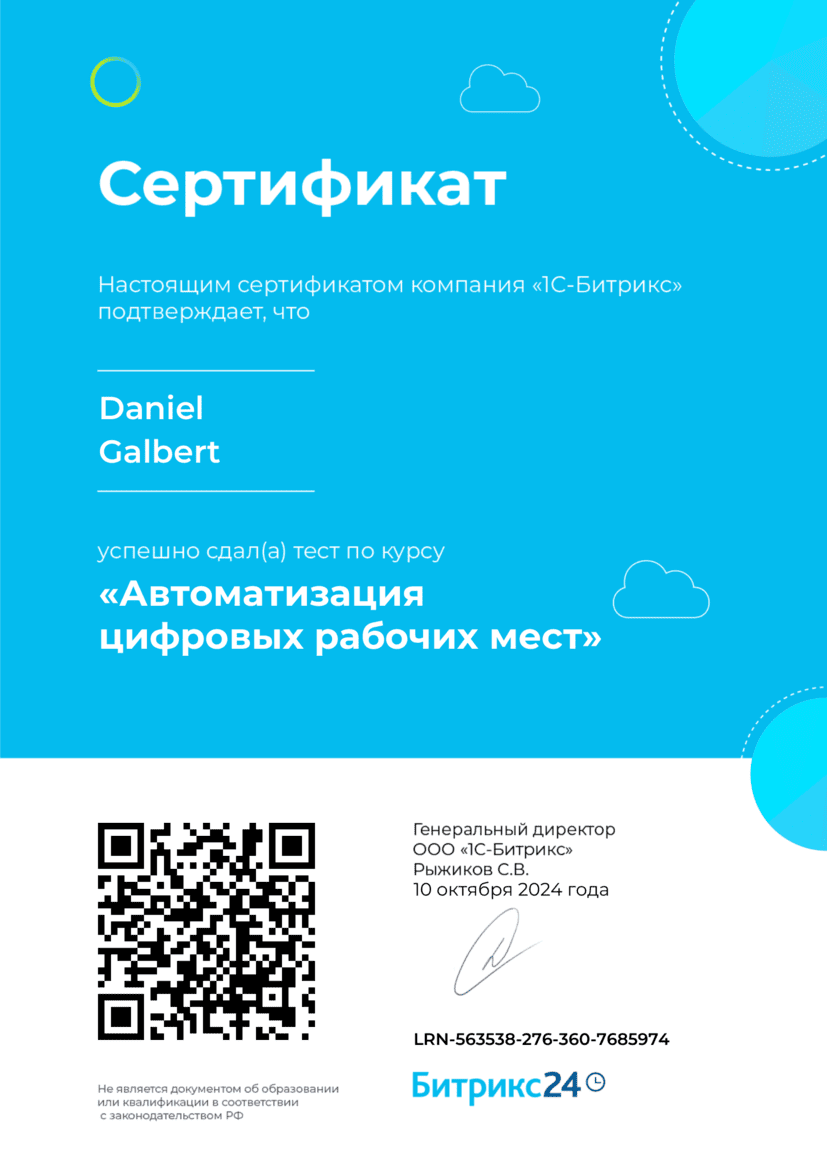 Сертификат
Настоящим сертификатом компания «1С-Битрикс»
подтверждает, что
Daniel
Galbert
успешно сдал(а) тест по курсу
«Автоматизация
цифровых рабочих мест»
Генеральный директор
ООО «1С-Битрикс»
Рыжиков С.В.
10 октября 2024 года
LRN-563538-276-360-7685974
Битрикс24
Не является документом об образовании
или квалификации в соответствии
с законодательством РФ